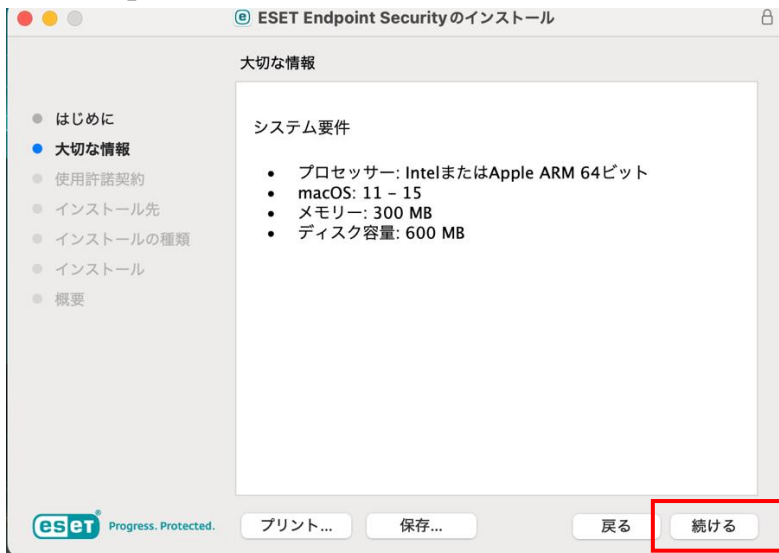 ESET Endpoint Securityのインストール
大切な情報
はじめに
大切な情報
使用許諾契約
インストール先
インストールの種類
インストール
概要
システム要件
• プロセッサー: IntelまたはApple ARM 64ビット
• macOS: 11 – 15
• メモリー: 300 MB
• ディスク容量: 600 MB
eseT® Progress. Protected.
プリント... 保存... 戻る 続ける